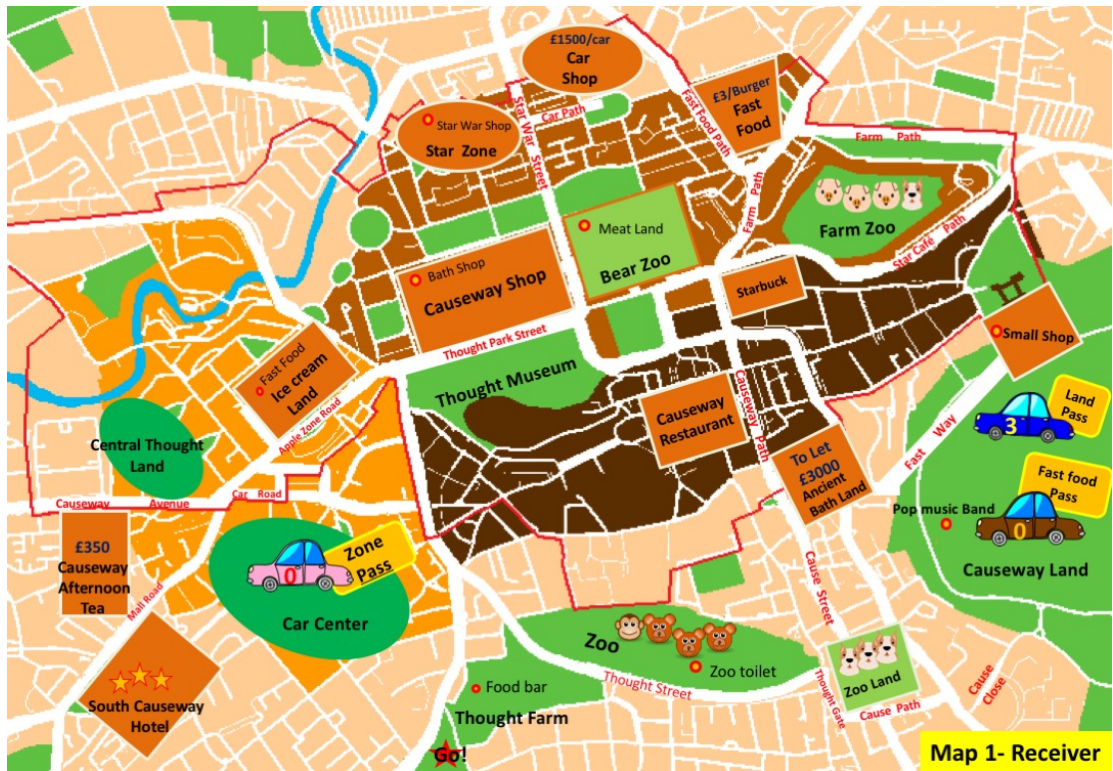 £1500/car
Car
Shop
£3/Burger
Fast
Food
Fast Food Path
Star War Street
Car Path
Star War Shop
Star Zone
Farm Path
Farm Path
Farm Zoo
Star Café Path
Meat Land
Bear Zoo
Bath Shop
Causeway Shop
Starbuck
Small Shop
Thought Park Street
Thought Museum
Fast Food
Ice cream
Land
Apple Zone Road
Causeway
Restaurant
Causeway Path
Fast Way
Land
Pass
3
Central Thought
Land
To Let
£3000
Ancient
Bath Land
Fast food
Pass
0
Pop music Band
Causeway Land
Causeway Avenue
Car Road
£350
Causeway
Afternoon
Tea
Mall Road
Zone
Pass
0
Car Center
Cause Street
Zoo
Zoo toilet
Thought Street
Zoo Land
Thought Gate
Cause Path
Cause
Close
South Causeway
Hotel
Food bar
Thought Farm
Go!
Map 1- Receiver